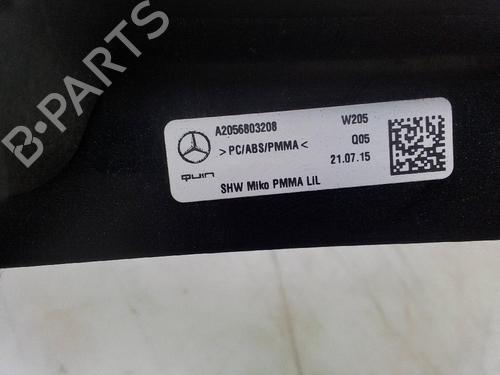 B-PARTS
A2056803208 W205
>PC/ABS/PMMA< Q05
21.07.15
QUIN
SHW Miko PMMA LIL